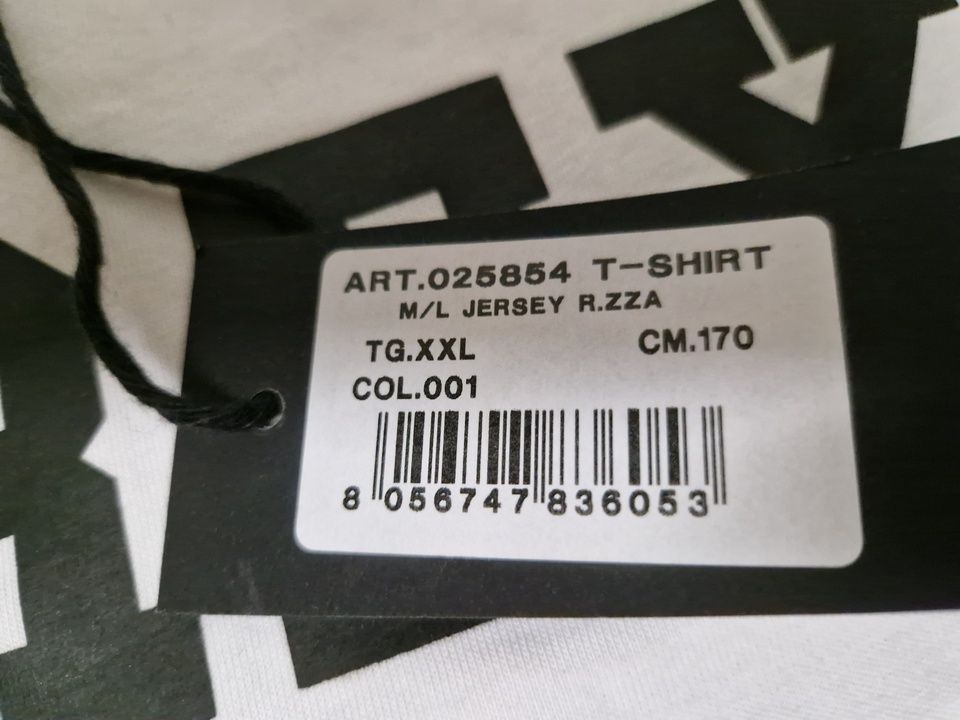 ART.025854 T-SHIRT
M/L JERSEY R.ZZA
TG.XXL CM.170
COL.001
8 056747 836053